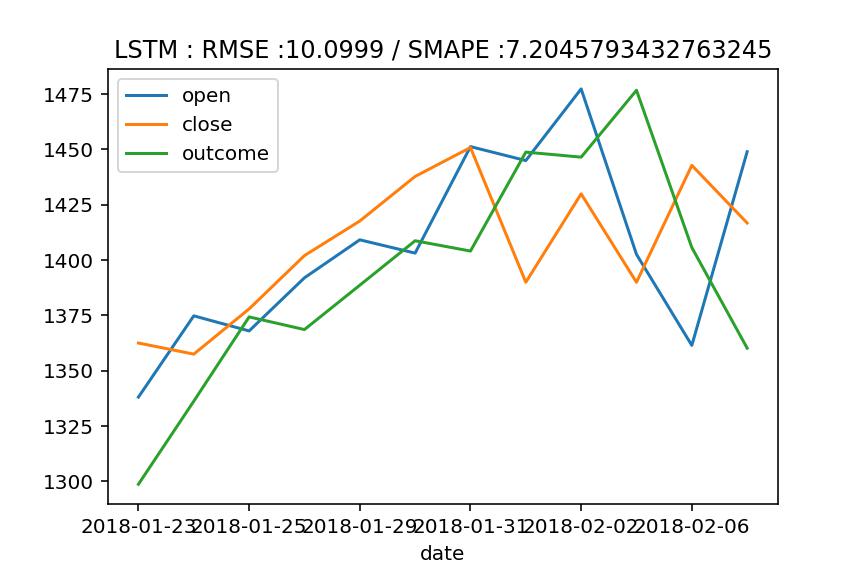 LSTM : RMSE :10.0999 / SMAPE :7.2045793432763245
1475
1450
1425
1400
1375
1350
1325
1300
open
close
outcome
2018-01-23 2018-01-25 2018-01-29 2018-01-31 2018-02-02 2018-02-06
date